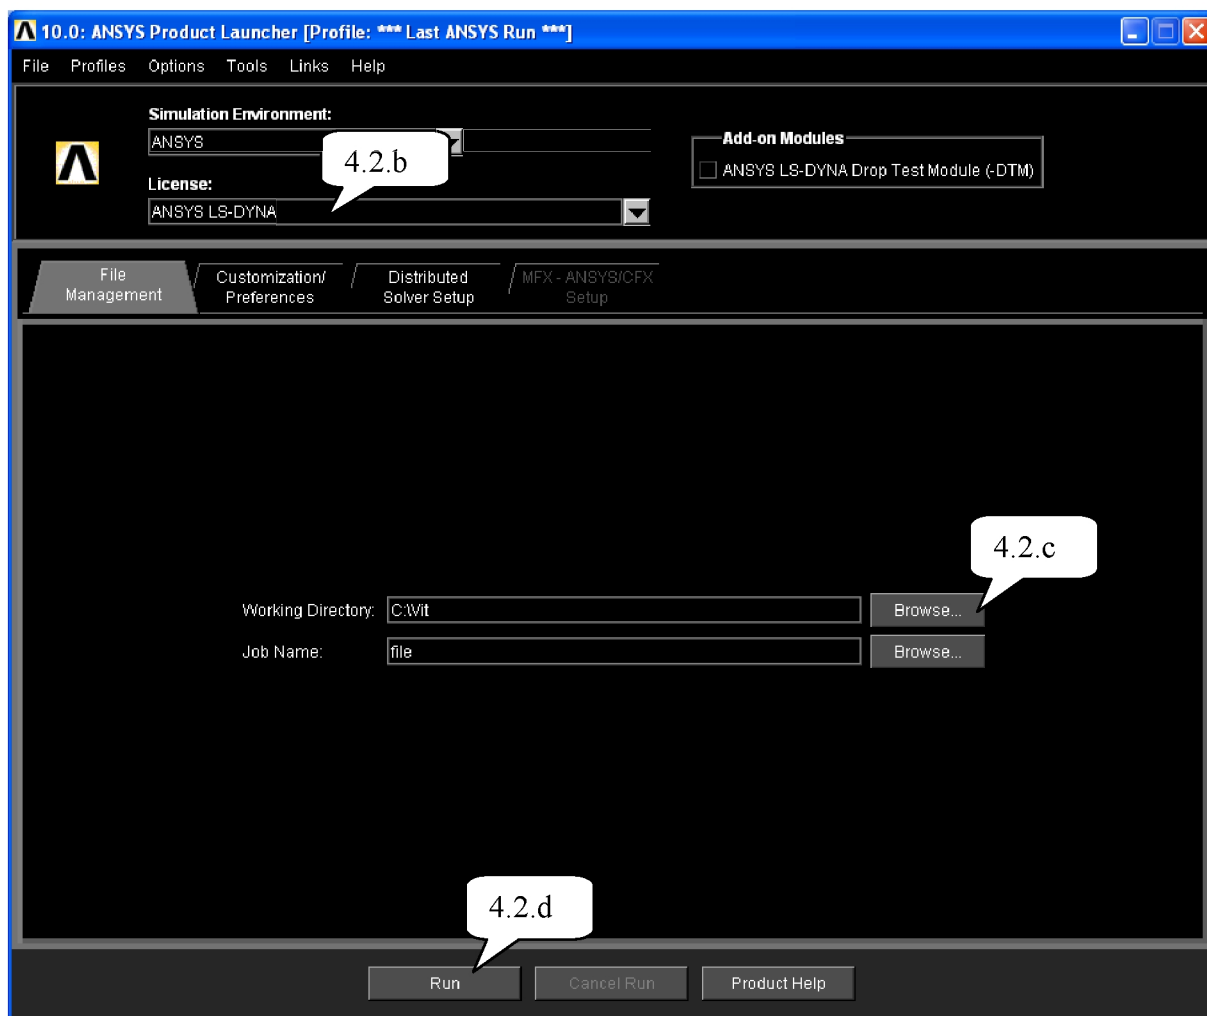 10.0: ANSYS Product Launcher [Profile: *** Last ANSYS Run ***]
File Profiles Options Tools Links Help
Simulation Environment:
ANSYS
4.2.b
License:
ANSYS LS-DYNA
Add-on Modules
ANSYS LS-DYNA Drop Test Module (-DTM)
File
Management
Customization/
Preferences
Distributed
Solver Setup
MFX - ANSYS/CFX
Setup
4.2.c
Working Directory: C:\Vit Browse...
Job Name: file Browse...
4.2.d
Run Cancel Run Product Help